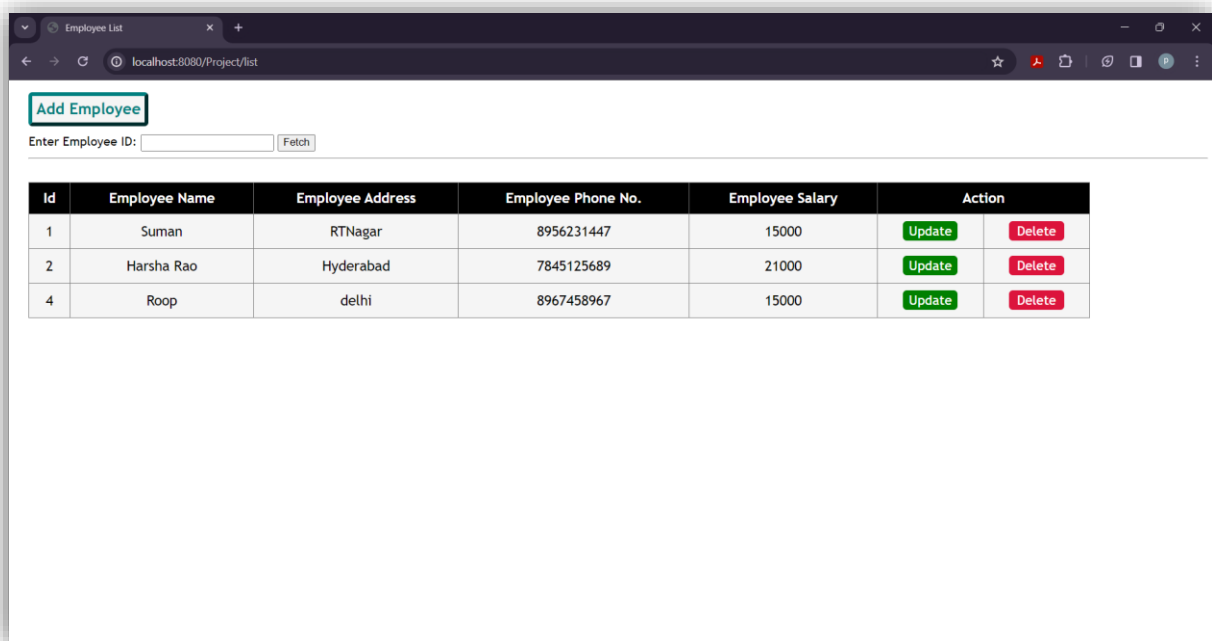 Employee List
localhost:8080/Project/list
P
Add Employee
Enter Employee ID: Fetch
Id Employee Name Employee Address Employee Phone No. Employee Salary Action
1 Suman RTNagar 8956231447 15000 Update Delete
2 Harsha Rao Hyderabad 7845125689 21000 Update Delete
4 Roop delhi 8967458967 15000 Update Delete